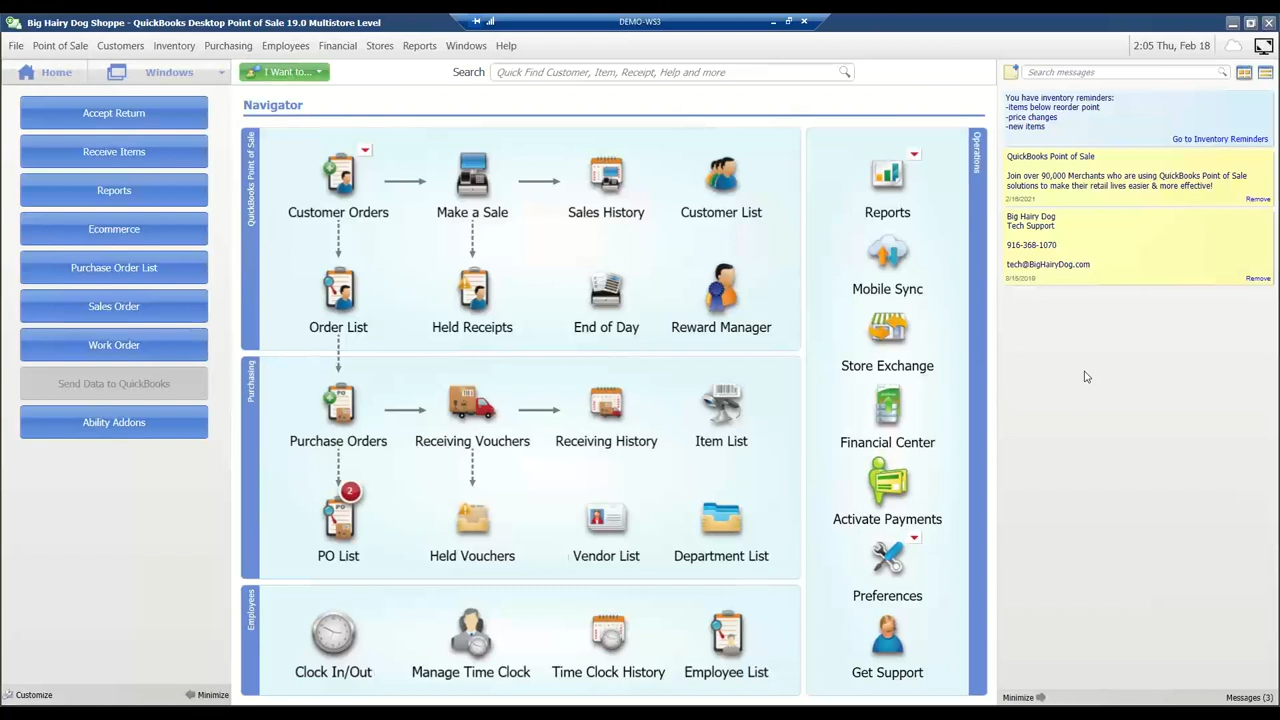 Big Hairy Dog Shoppe - QuickBooks Desktop Point of Sale 19.0 Multistore Level
DEMO-WS3
File Point of Sale Customers Inventory Purchasing Employees Financial Stores Reports Windows Help
2:05 Thu, Feb 18
Home
Windows
I Want to...
Search
Quick Find Customer, Item, Receipt, Help and more
Search messages
Accept Return
Receive Items
Reports
Ecommerce
Purchase Order List
Sales Order
Work Order
Send Data to QuickBooks
Ability Addons
Customize
Minimize
Navigator
QuickBooks Point of Sale
Customer Orders
Make a Sale
Sales History
Customer List
Order List
Held Receipts
End of Day
Reward Manager
Purchasing
Purchase Orders
Receiving Vouchers
Receiving History
Item List
PO
2
PO
PO List
Held Vouchers
Vendor List
Department List
Employees
Clock In/Out
Manage Time Clock
Time Clock History
Employee List
Operations
Reports
Mobile Sync
Store Exchange
Financial Center
Activate Payments
Preferences
Get Support
You have inventory reminders:
-items below reorder point
-price changes
-new items
Go to Inventory Reminders
QuickBooks Point of Sale
Join over 90,000 Merchants who are using QuickBooks Point of Sale
solutions to make their retail lives easier & more effective!
2/16/2021
Remove
Big Hairy Dog
Tech Support
916-368-1070
tech@BigHairyDog.com
8/15/2019
Remove
Minimize
Messages (3)